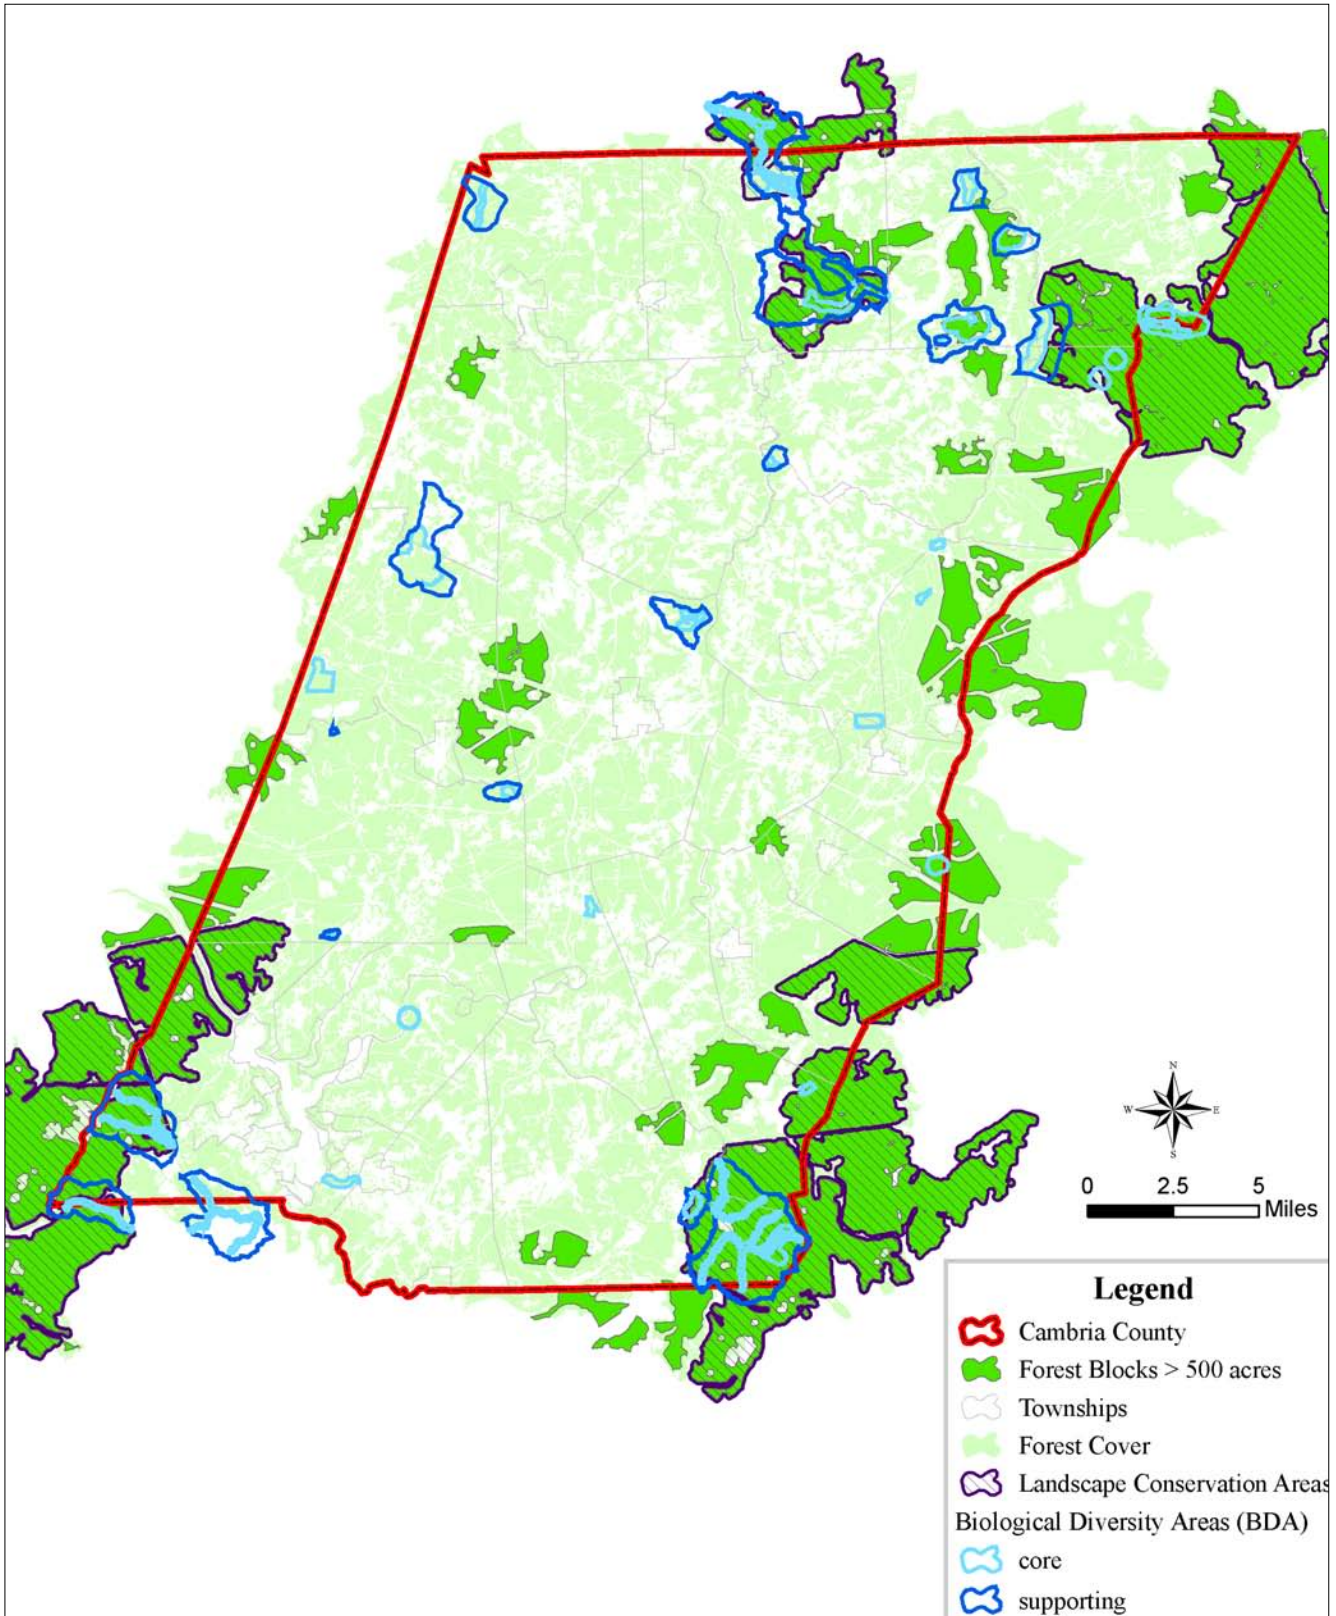 N
W E
S
0 2.5 5
Miles
Legend
Cambria County
Forest Blocks > 500 acres
Townships
Forest Cover
Landscape Conservation Areas
Biological Diversity Areas (BDA)
core
supporting